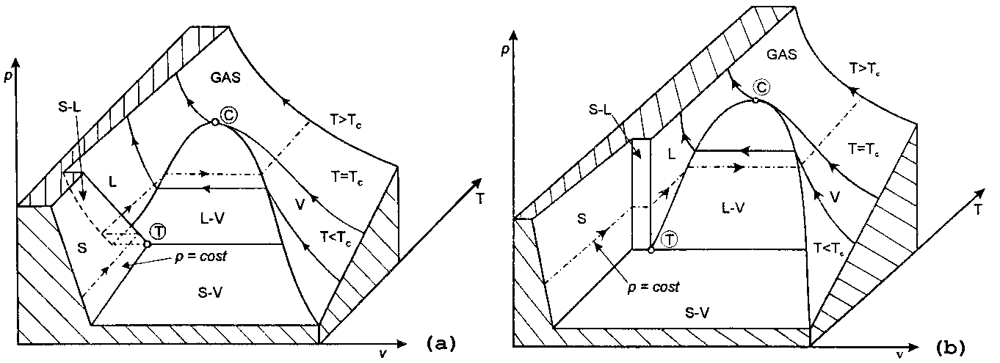 p
GAS
S-L
C
T>Tc
L
T=Tc
T
V
L-V
T<Tc
S
T
p = cost
S-V
v
(a)
p
GAS
T>Tc
C
S-L
L
T=Tc
V
T
S
L-V
T
T<Tc
p = cost
S-V
v
(b)